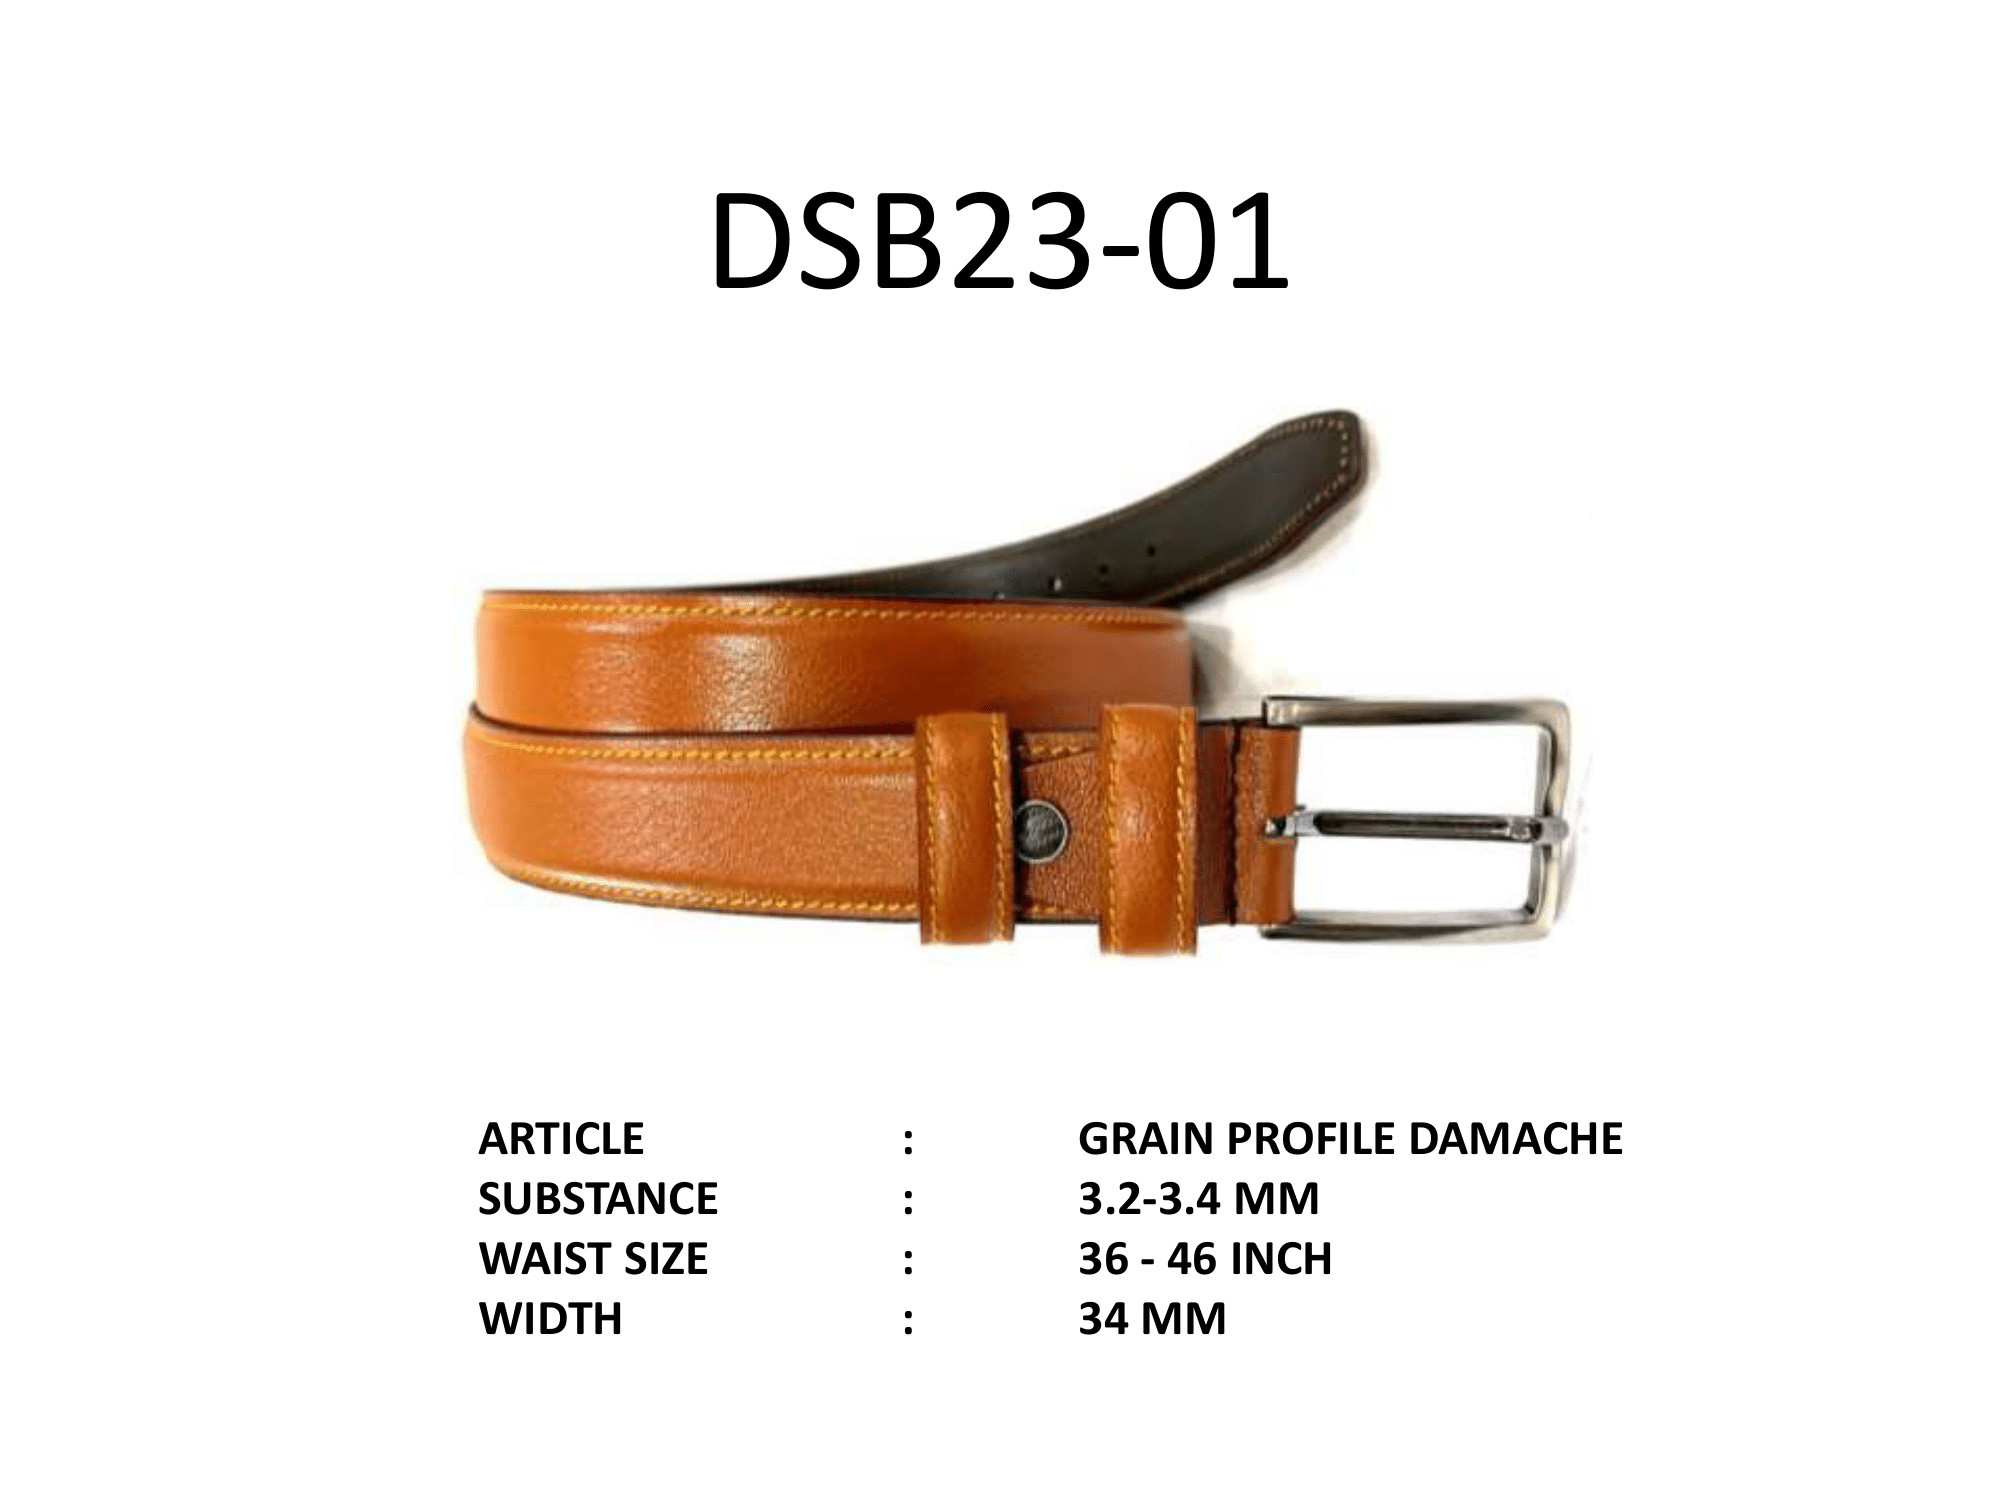 DSB23-01
ARTICLE : GRAIN PROFILE DAMACHE
SUBSTANCE : 3.2-3.4 MM
WAIST SIZE : 36 - 46 INCH
WIDTH : 34 MM